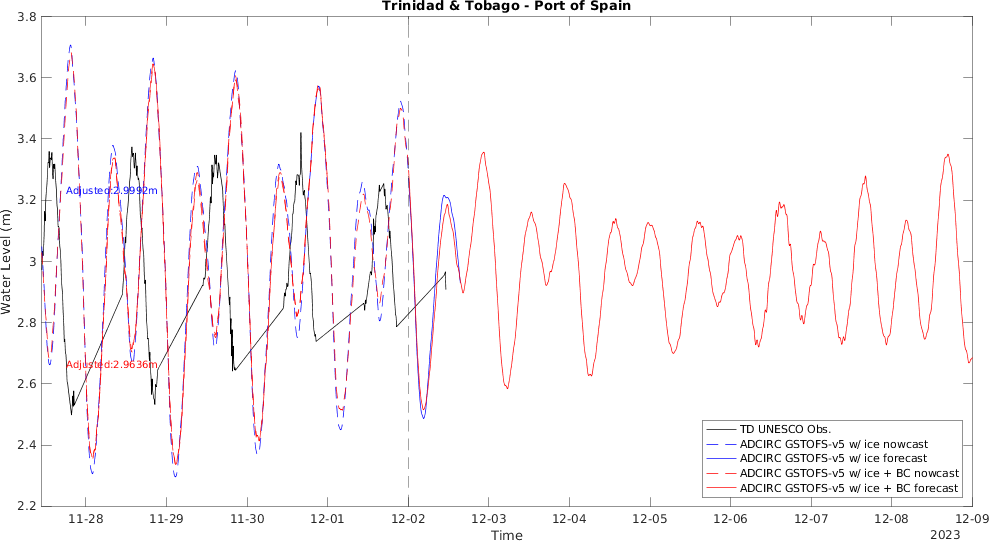 Trinidad & Tobago - Port of Spain
3.8
3.6
3.4
3.2
3
2.8
2.6
2.4
2.2
Water Level (m)
Adjusted:2.9992m
Adjusted:2.9636m
TD UNESCO Obs.
ADCIRC GSTOFS-v5 w/ ice nowcast
ADCIRC GSTOFS-v5 w/ ice forecast
ADCIRC GSTOFS-v5 w/ ice + BC nowcast
ADCIRC GSTOFS-v5 w/ ice + BC forecast
11-28 11-29 11-30 12-01 12-02 12-03 12-04 12-05 12-06 12-07 12-08 12-09
Time
2023